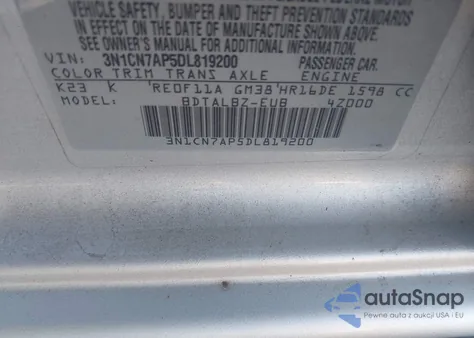 VEHICLE SAFETY, BUMPER, AND THEFT PREVENTION STANDARDS
IN EFFECT ON THE DATE OF MANUFACTURE SHOWN ABOVE.
SEE OWNER'S MANUAL FOR ADDITIONAL INFORMATION.
VIN: 3N1CN7AP5DL819200 PASSENGER CAR.
COLOR TRIM TRANS AXLE ENGINE
K23 K 'RE0F11A GM38'HR16DE 1598 CC
MODEL: BDTALBZ-EUB 4Z000
3N1CN7AP5DL819200
autoSnap
Pewne auta z aukcji USA i EU